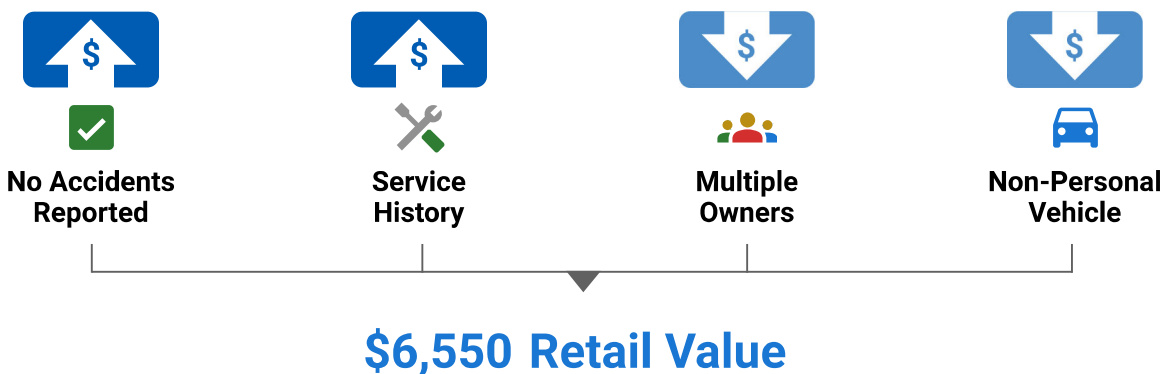 $ $ $ $
No Accidents Reported
Service History
Multiple Owners
Non-Personal Vehicle
$6,550 Retail Value